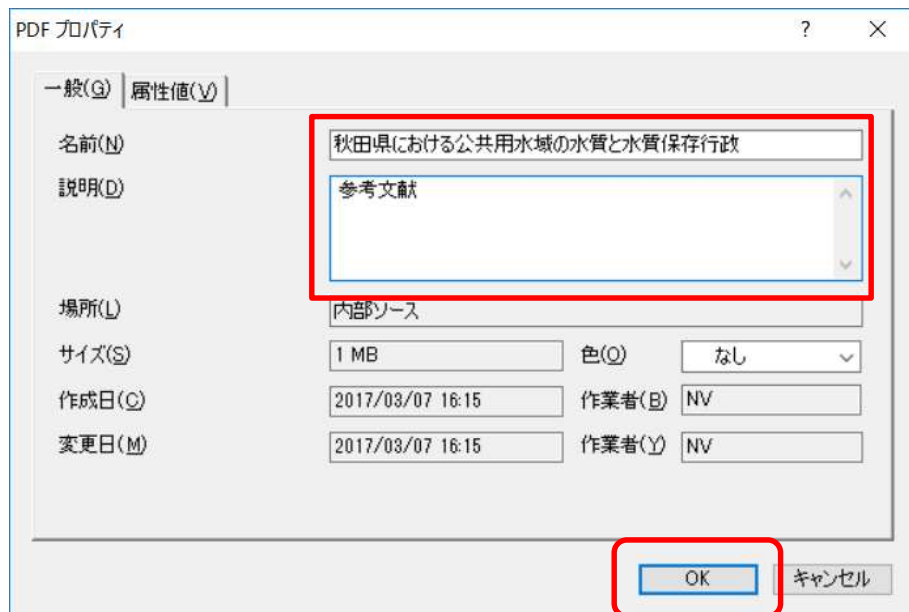 PDF プロパティ ? ×
一般(G) 属性値(V)
名前(N) 秋田県における公共用水域の水質と水質保存行政
説明(D) 参考文献
場所(L) 内部ソース
サイズ(S) 1 MB 色(O) なし
作成日(C) 2017/03/07 16:15 作業者(B) NV
変更日(M) 2017/03/07 16:15 作業者(Y) NV
OK キャンセル